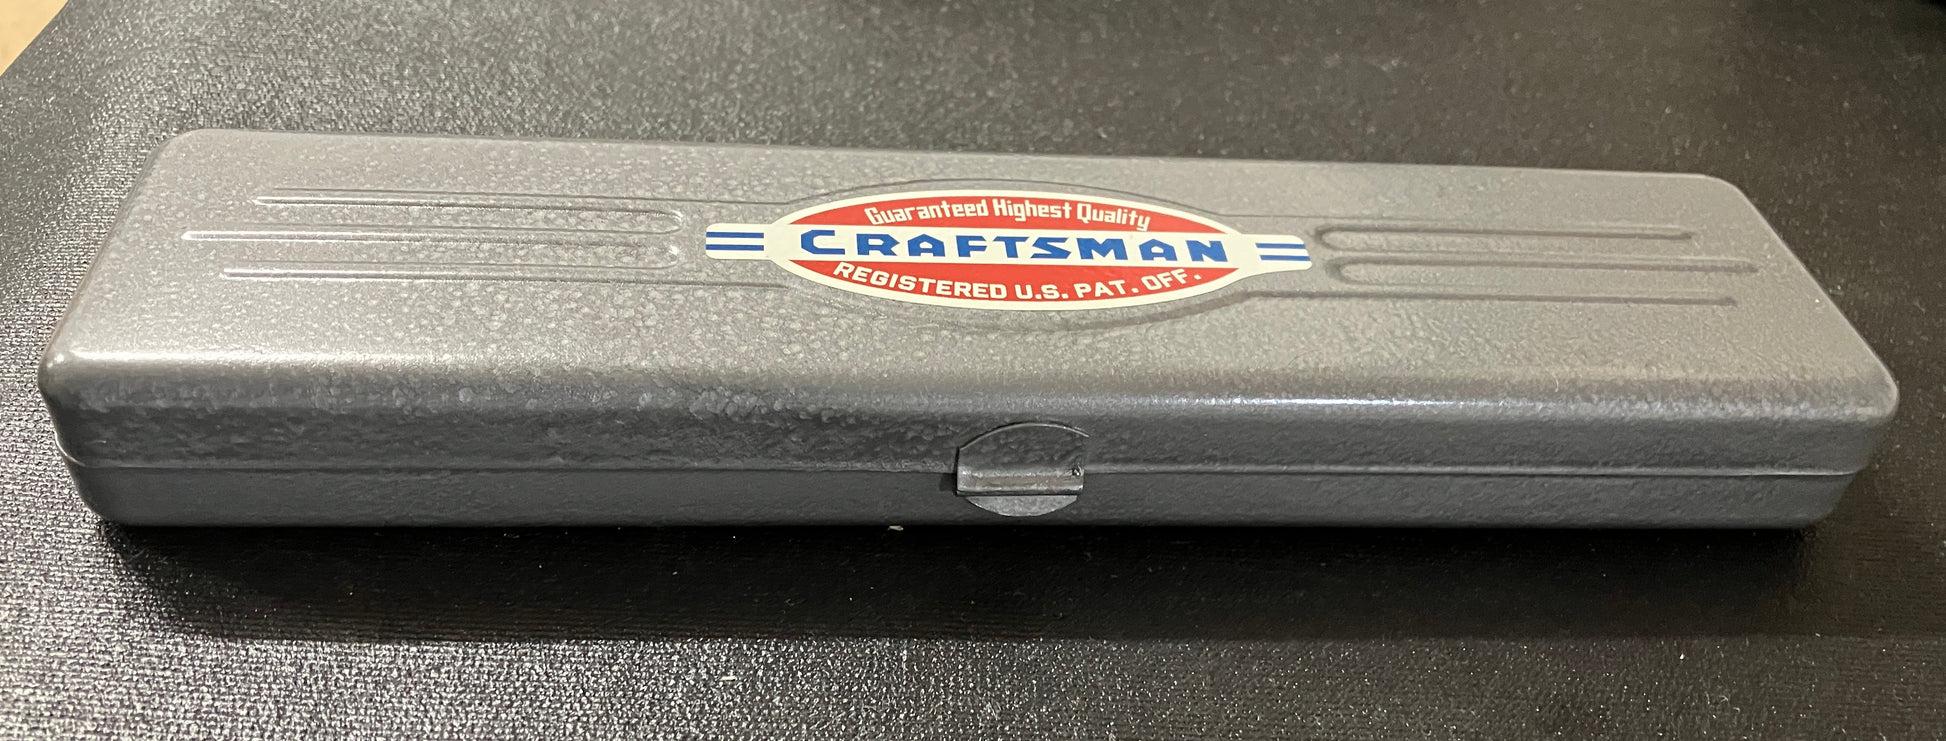 Guaranteed Highest Quality
CRAFTSMAN
REGISTERED U.S. PAT. OFF.